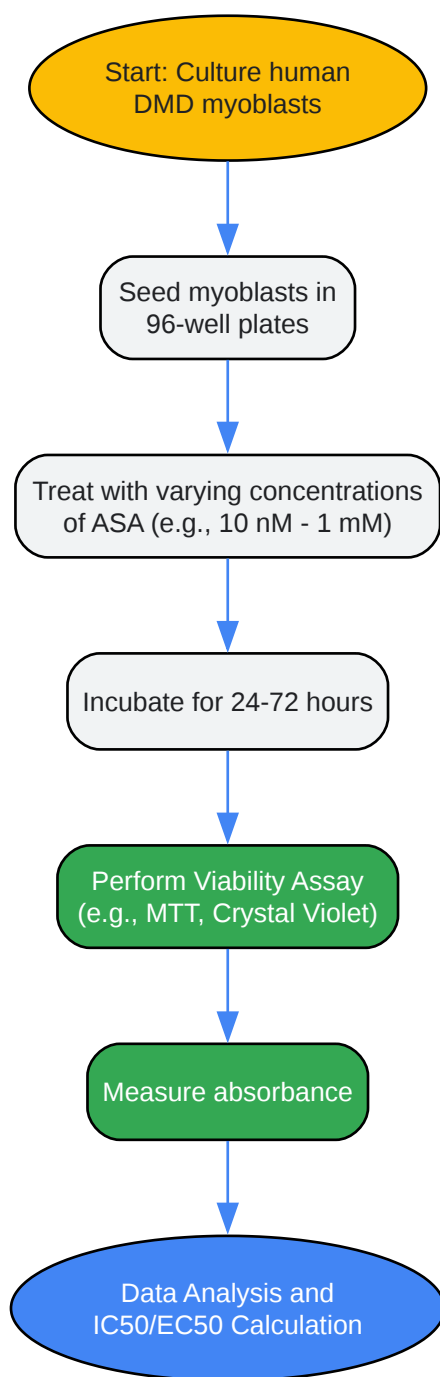 Start: Culture human
DMD myoblasts
Seed myoblasts in
96-well plates
Treat with varying concentrations
of ASA (e.g., 10 nM - 1 mM)
Incubate for 24-72 hours
Perform Viability Assay
(e.g., MTT, Crystal Violet)
Measure absorbance
Data Analysis and
IC50/EC50 Calculation